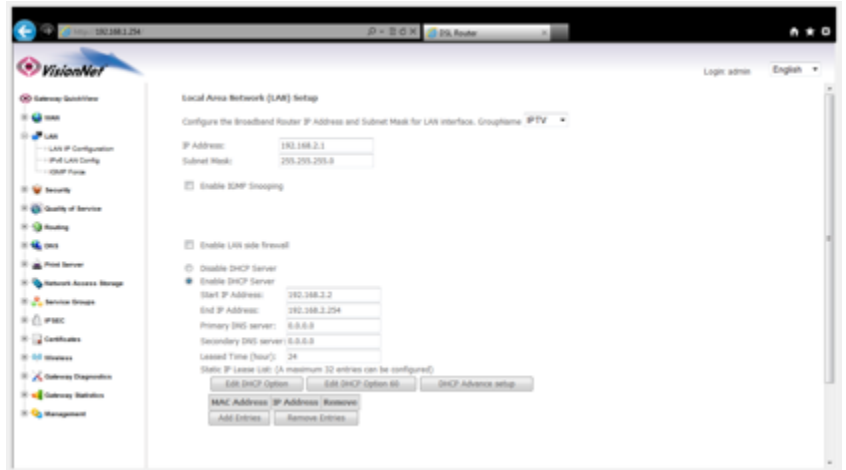 http://192.168.1.254/
DSL Router
VisionNet
Login: admin
English
Gateway QuickView
WAN
LAN
LAN IP Configuration
IPv6 LAN Config
IGMP Force
Security
Quality of Service
Routing
DNS
Print Server
Network Access Storage
Service Groups
IPSEC
Certificates
Wireless
Gateway Diagnostics
Gateway Statistics
Management
Local Area Network (LAN) Setup
Configure the Broadband Router IP Address and Subnet Mask for LAN interface. GroupName IPTV
IP Address: 192.168.2.1
Subnet Mask: 255.255.255.0
Enable IGMP Snooping
Enable LAN side firewall
Disable DHCP Server
Enable DHCP Server
Start IP Address: 192.168.2.2
End IP Address: 192.168.2.254
Primary DNS server: 0.0.0.0
Secondary DNS server: 0.0.0.0
Leased Time (hour): 24
Static IP Lease List: (A maximum 32 entries can be configured)
Edit DHCP Option Edit DHCP Option 60 DHCP Advance setup
MAC Address IP Address Remove
Add Entries Remove Entries